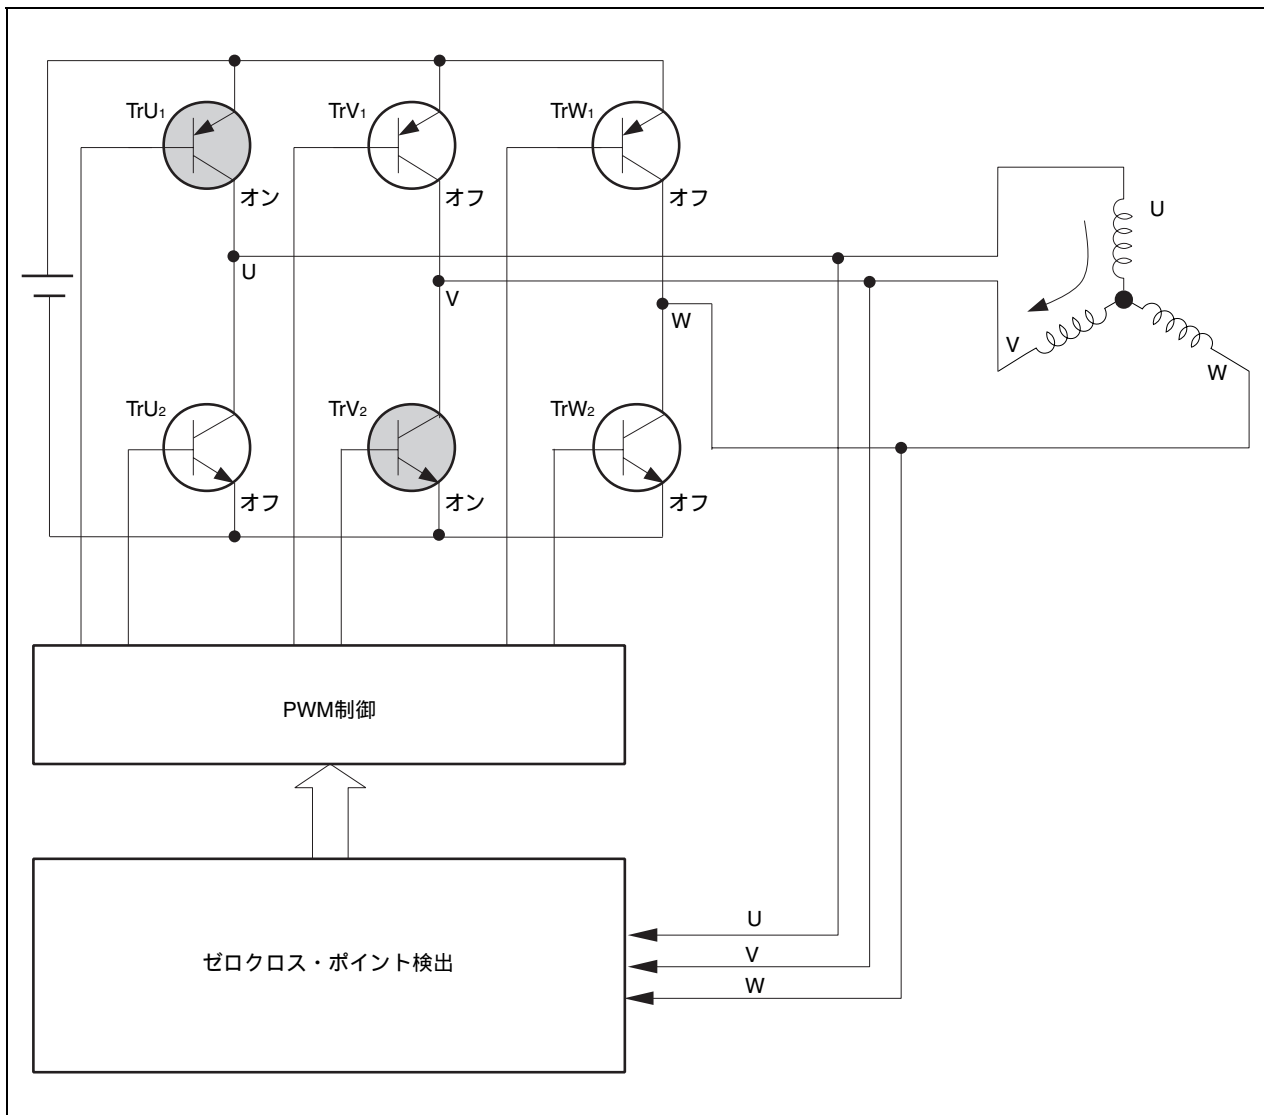 TrU1
TrV1
TrW1
オン
オフ
オフ
U
U
V
W
V
W
TrU2
TrV2
TrW2
オフ
オン
オフ
PWM制御
U
ゼロクロス・ポイント検出
V
W